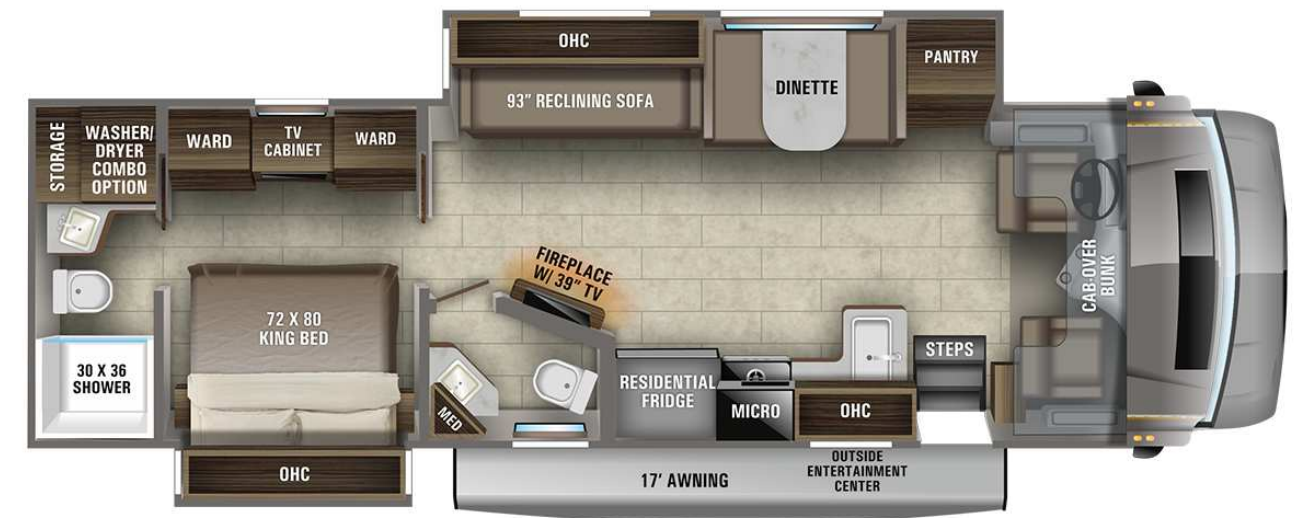 OHC
93” RECLINING SOFA
DINETTE
PANTRY
STORAGE
WASHER/
DRYER
COMBO
OPTION
WARD
TV
CABINET
WARD
FIREPLACE
W/ 39” TV
CAB-OVER
BUNK
72 X 80
KING BED
30 X 36
SHOWER
MED
RESIDENTIAL
FRIDGE
MICRO
OHC
STEPS
OHC
17’ AWNING
OUTSIDE
ENTERTAINMENT
CENTER